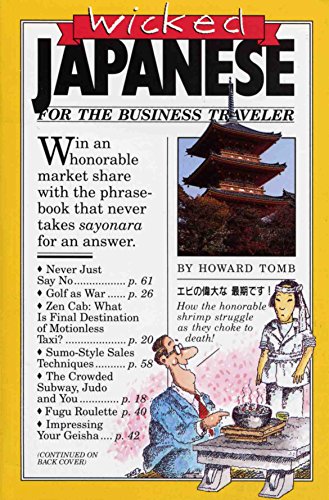 Wicked
JAPANESE
FOR THE BUSINESS TRAVELER
Win an
honorable
market share
with the phrase-
book that never
takes sayonara
for an answer.
♦ Never Just
Say No.................. p. 61
♦ Golf as War ...... p. 26
♦ Zen Cab: What
Is Final Destination
of Motionless
Taxi?..................... p. 20
♦ Sumo-Style Sales
Techniques .......... p. 58
♦ The Crowded
Subway, Judo
and You ............... p. 18
♦ Fugu Roulette p. 40
♦ Impressing
Your Geisha .... p. 42
(CONTINUED ON
BACK COVER)
BY HOWARD TOMB
エビの偉大な 最期です！
How the honorable
shrimp struggle
as they choke to
death!